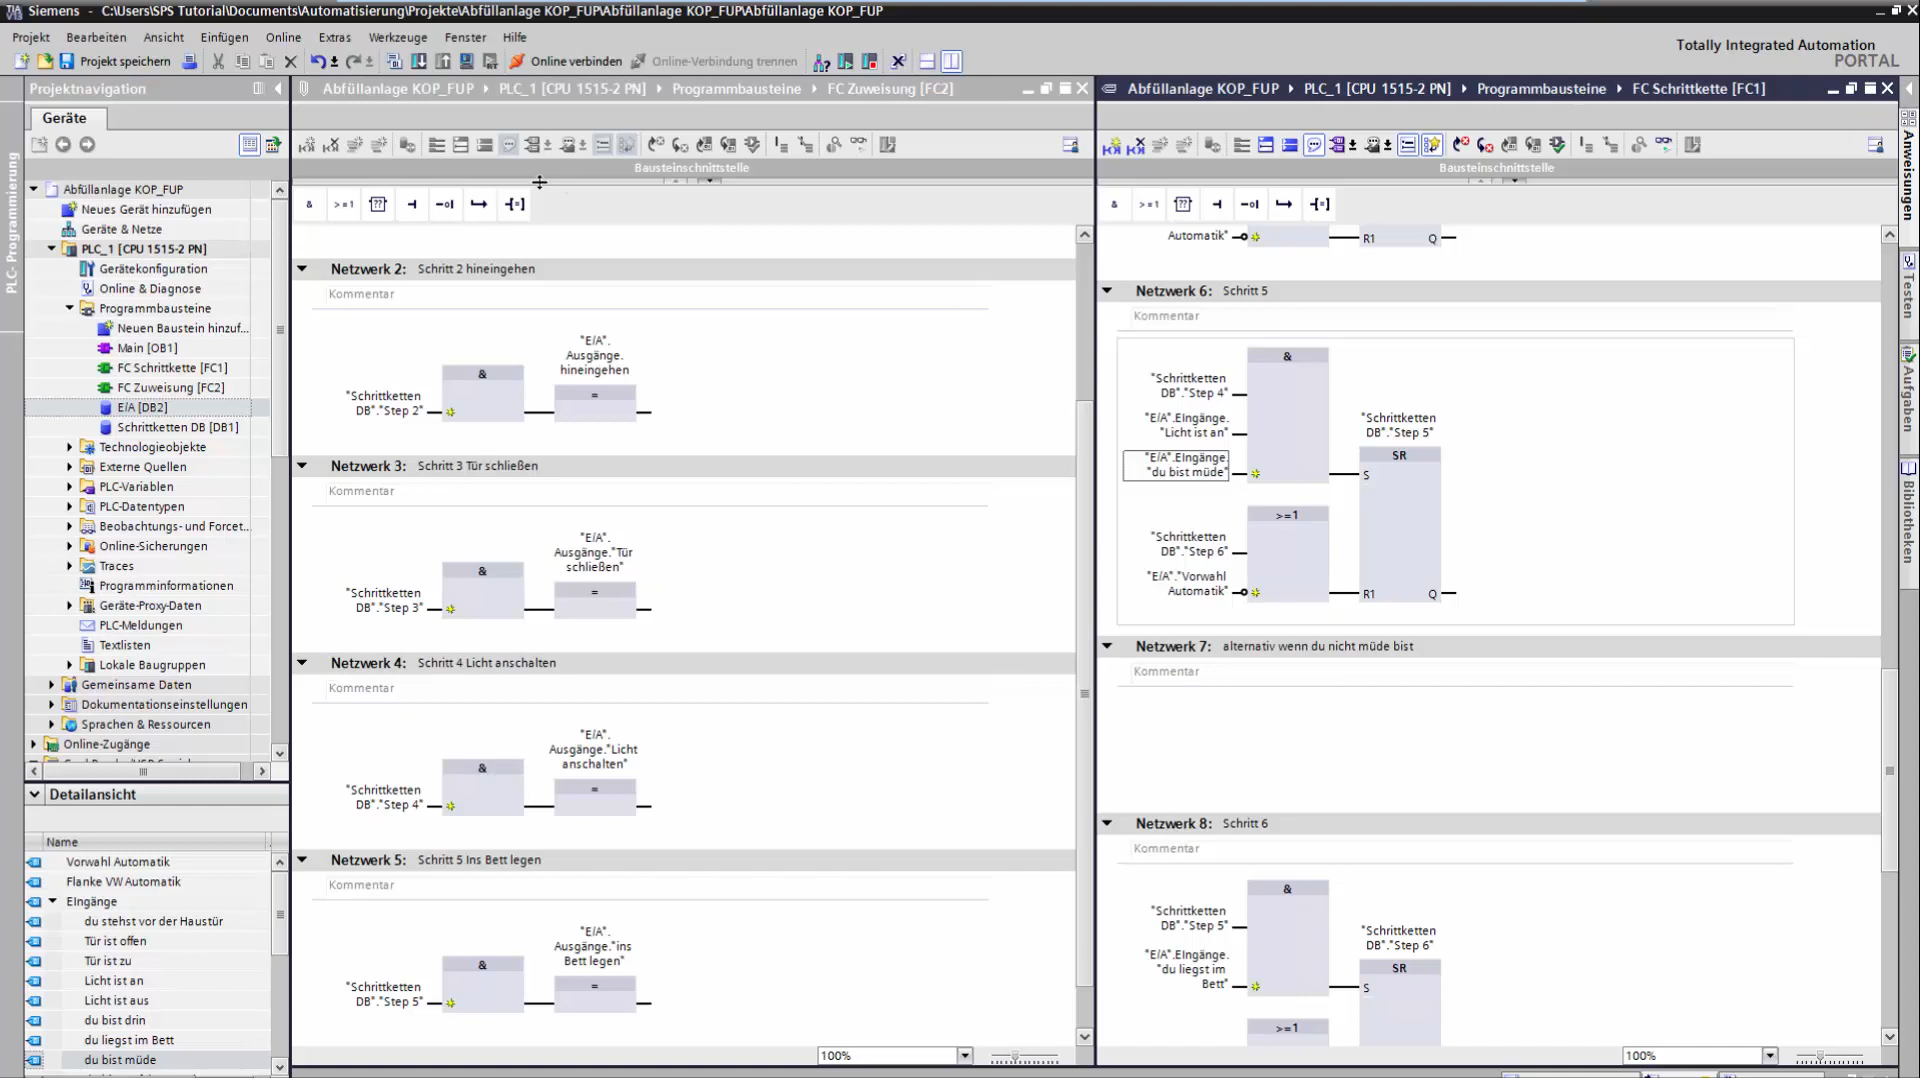 Siemens - C:\Users\SPS Tutorial\Documents\Automatisierung\Projekte\Abfüllanlage KOP_FUP\Abfüllanlage KOP_FUP\Abfüllanlage KOP_FUP
Projekt Bearbeiten Ansicht Einfügen Online Extras Werkzeuge Fenster Hilfe
Totally Integrated Automation
PORTAL
Projekt speichern Online verbinden Online-Verbindung trennen
Projektnavigation
Geräte
PLC- Programmierung
Abfüllanlage KOP_FUP
Neues Gerät hinzufügen
Geräte & Netze
PLC_1 [CPU 1515-2 PN]
Gerätekonfiguration
Online & Diagnose
Programmbausteine
Neuen Baustein hinzuf...
Main [OB1]
FC Schrittkette [FC1]
FC Zuweisung [FC2]
E/A [DB2]
Schrittketten DB [DB1]
Technologieobjekte
Externe Quellen
PLC-Variablen
PLC-Datentypen
Beobachtungs- und Forcet...
Online-Sicherungen
Traces
Programminformationen
Geräte-Proxy-Daten
PLC-Meldungen
Textlisten
Lokale Baugruppen
Gemeinsame Daten
Dokumentationseinstellungen
Sprachen & Ressourcen
Online-Zugänge
Detailansicht
Name
Vorwahl Automatik
Flanke VW Automatik
EIngänge
du stehst vor der Haustür
Tür ist offen
Tür ist zu
Licht ist an
Licht ist aus
du bist drin
du liegst im Bett
du bist müde
Abfüllanlage KOP_FUP PLC_1 [CPU 1515-2 PN] Programmbausteine FC Zuweisung [FC2]
Bausteinschnittstelle
& >=1 ??
Netzwerk 2: Schritt 2 hineingehen
Kommentar
"E/A".
Ausgänge.
hineingehen
&
=
"Schrittketten
DB"."Step 2"
Netzwerk 3: Schritt 3 Tür schließen
Kommentar
"E/A".
Ausgänge."Tür
schließen"
&
=
"Schrittketten
DB"."Step 3"
Netzwerk 4: Schritt 4 Licht anschalten
Kommentar
"E/A".
Ausgänge."Licht
anschalten"
&
=
"Schrittketten
DB"."Step 4"
Netzwerk 5: Schritt 5 Ins Bett legen
Kommentar
"E/A".
Ausgänge."ins
Bett legen"
&
=
"Schrittketten
DB"."Step 5"
100%
Abfüllanlage KOP_FUP PLC_1 [CPU 1515-2 PN] Programmbausteine FC Schrittkette [FC1]
Bausteinschnittstelle
& >=1 ??
Automatik" R1 Q
Netzwerk 6: Schritt 5
Kommentar
&
"Schrittketten
DB"."Step 4"
"E/A".EIngänge.
"Licht ist an"
"E/A".EIngänge.
"du bist müde"
"Schrittketten
DB"."Step 5"
SR
S
>=1
"Schrittketten
DB"."Step 6"
"E/A"."Vorwahl
Automatik"
R1 Q
Netzwerk 7: alternativ wenn du nicht müde bist
Kommentar
Netzwerk 8: Schritt 6
Kommentar
&
"Schrittketten
DB"."Step 5"
"E/A".EIngänge.
"du liegst im
Bett"
"Schrittketten
DB"."Step 6"
SR
S
>=1
100%
Anweisungen
Testen
Aufgaben
Bibliotheken